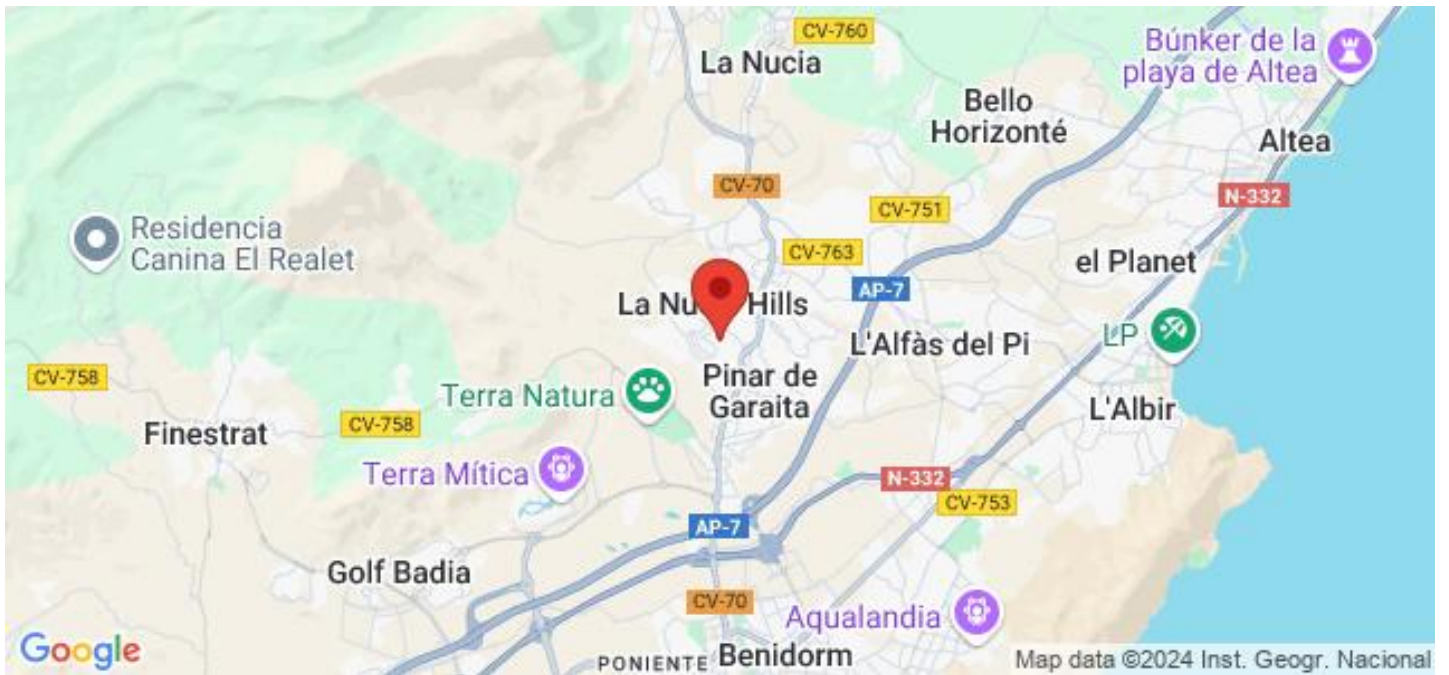 CV-760
La Nucia
Búnker de la
playa de Altea
Bello
Horizonté
Altea
CV-70
N-332
CV-751
Residencia
Canina El Realet
CV-763
el Planet
AP-7
Hills
L'Alfàs del Pi
CV-758
Terra Natura
Pinar de
Garaita
L'Albir
Finestrat
CV-758
Terra Mítica
N-332
CV-753
AP-7
Golf Badia
CV-70
Aqualandia
Google
PONIENTE
Benidorm
Map data ©2024 Inst. Geogr. Nacional